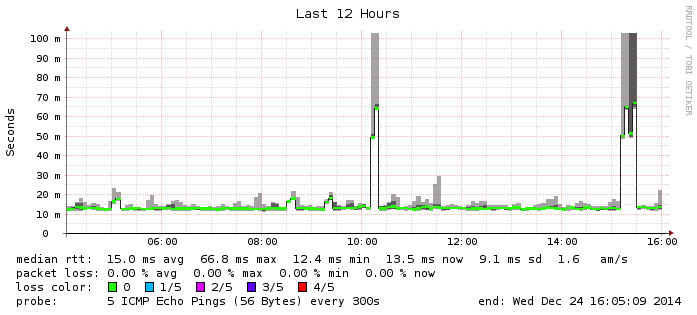 Last 12 Hours
RRDTOOL / TOBI OETIKER
Seconds
100 m
90 m
80 m
70 m
60 m
50 m
40 m
30 m
20 m
10 m
0
06:00 08:00 10:00 12:00 14:00 16:00
median rtt: 15.0 ms avg 66.8 ms max 12.4 ms min 13.5 ms now 9.1 ms sd 1.6 am/s
packet loss: 0.00 % avg 0.00 % max 0.00 % min 0.00 % now
loss color: 0 1/5 2/5 3/5 4/5
probe: 5 ICMP Echo Pings (56 Bytes) every 300s end: Wed Dec 24 16:05:09 2014